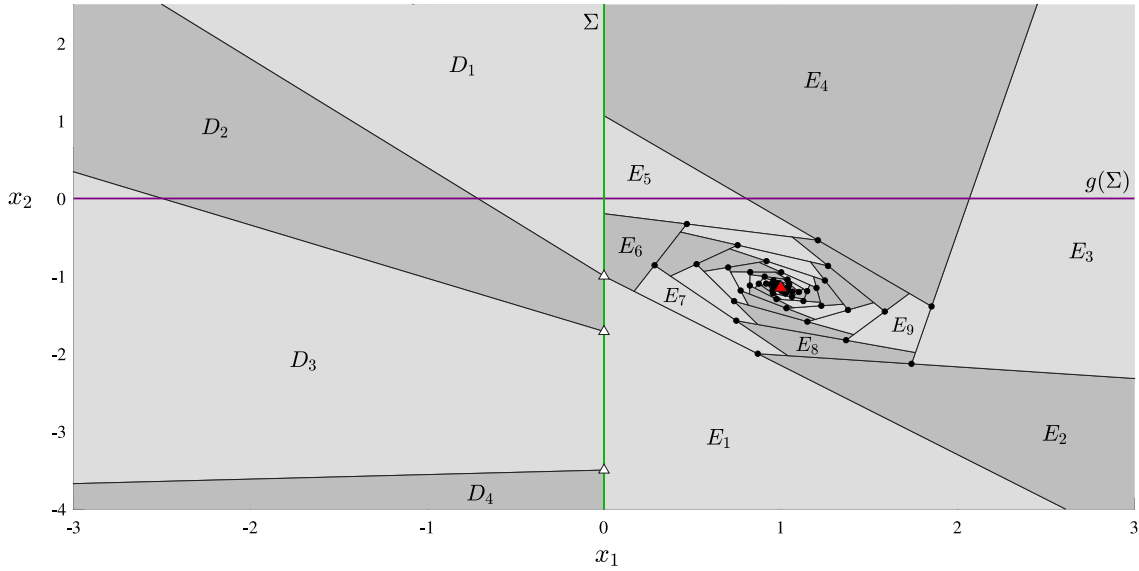 2
1
0
-1
-2
-3
-4
x₂
Σ
D₁
E₄
D₂
E₅
g(Σ)
E₆
E₃
E₇
E₉
E₈
D₃
E₁
E₂
D₄
-3
-2
-1
0
1
2
3
x₁